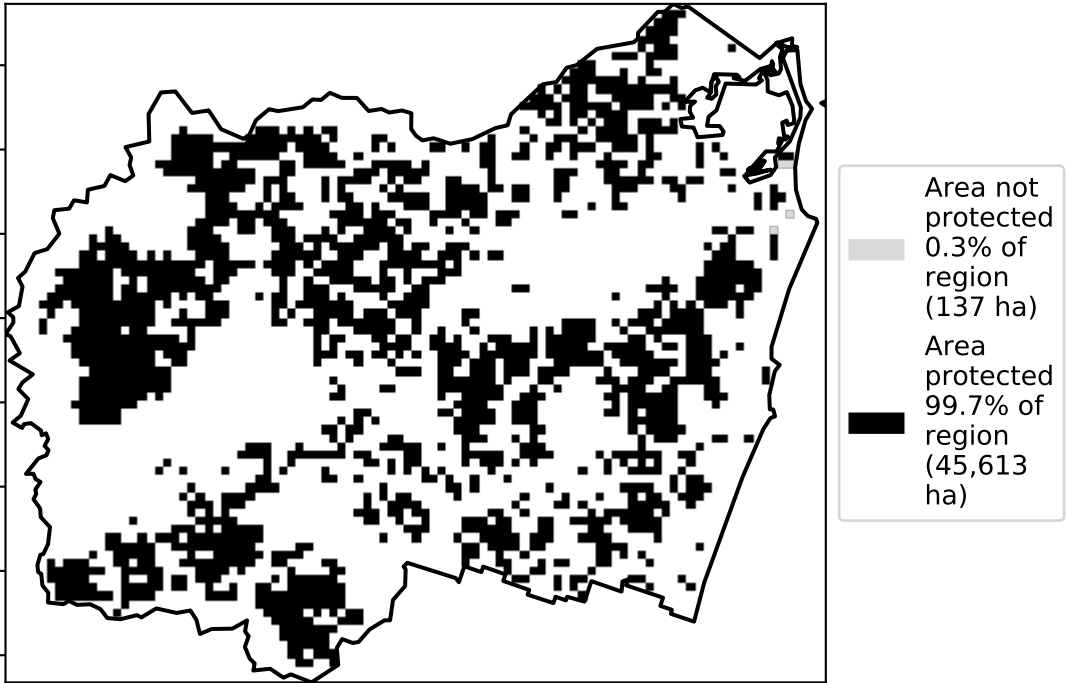 Area not
protected
0.3% of
region
(137 ha)
Area
protected
99.7% of
region
(45,613
ha)